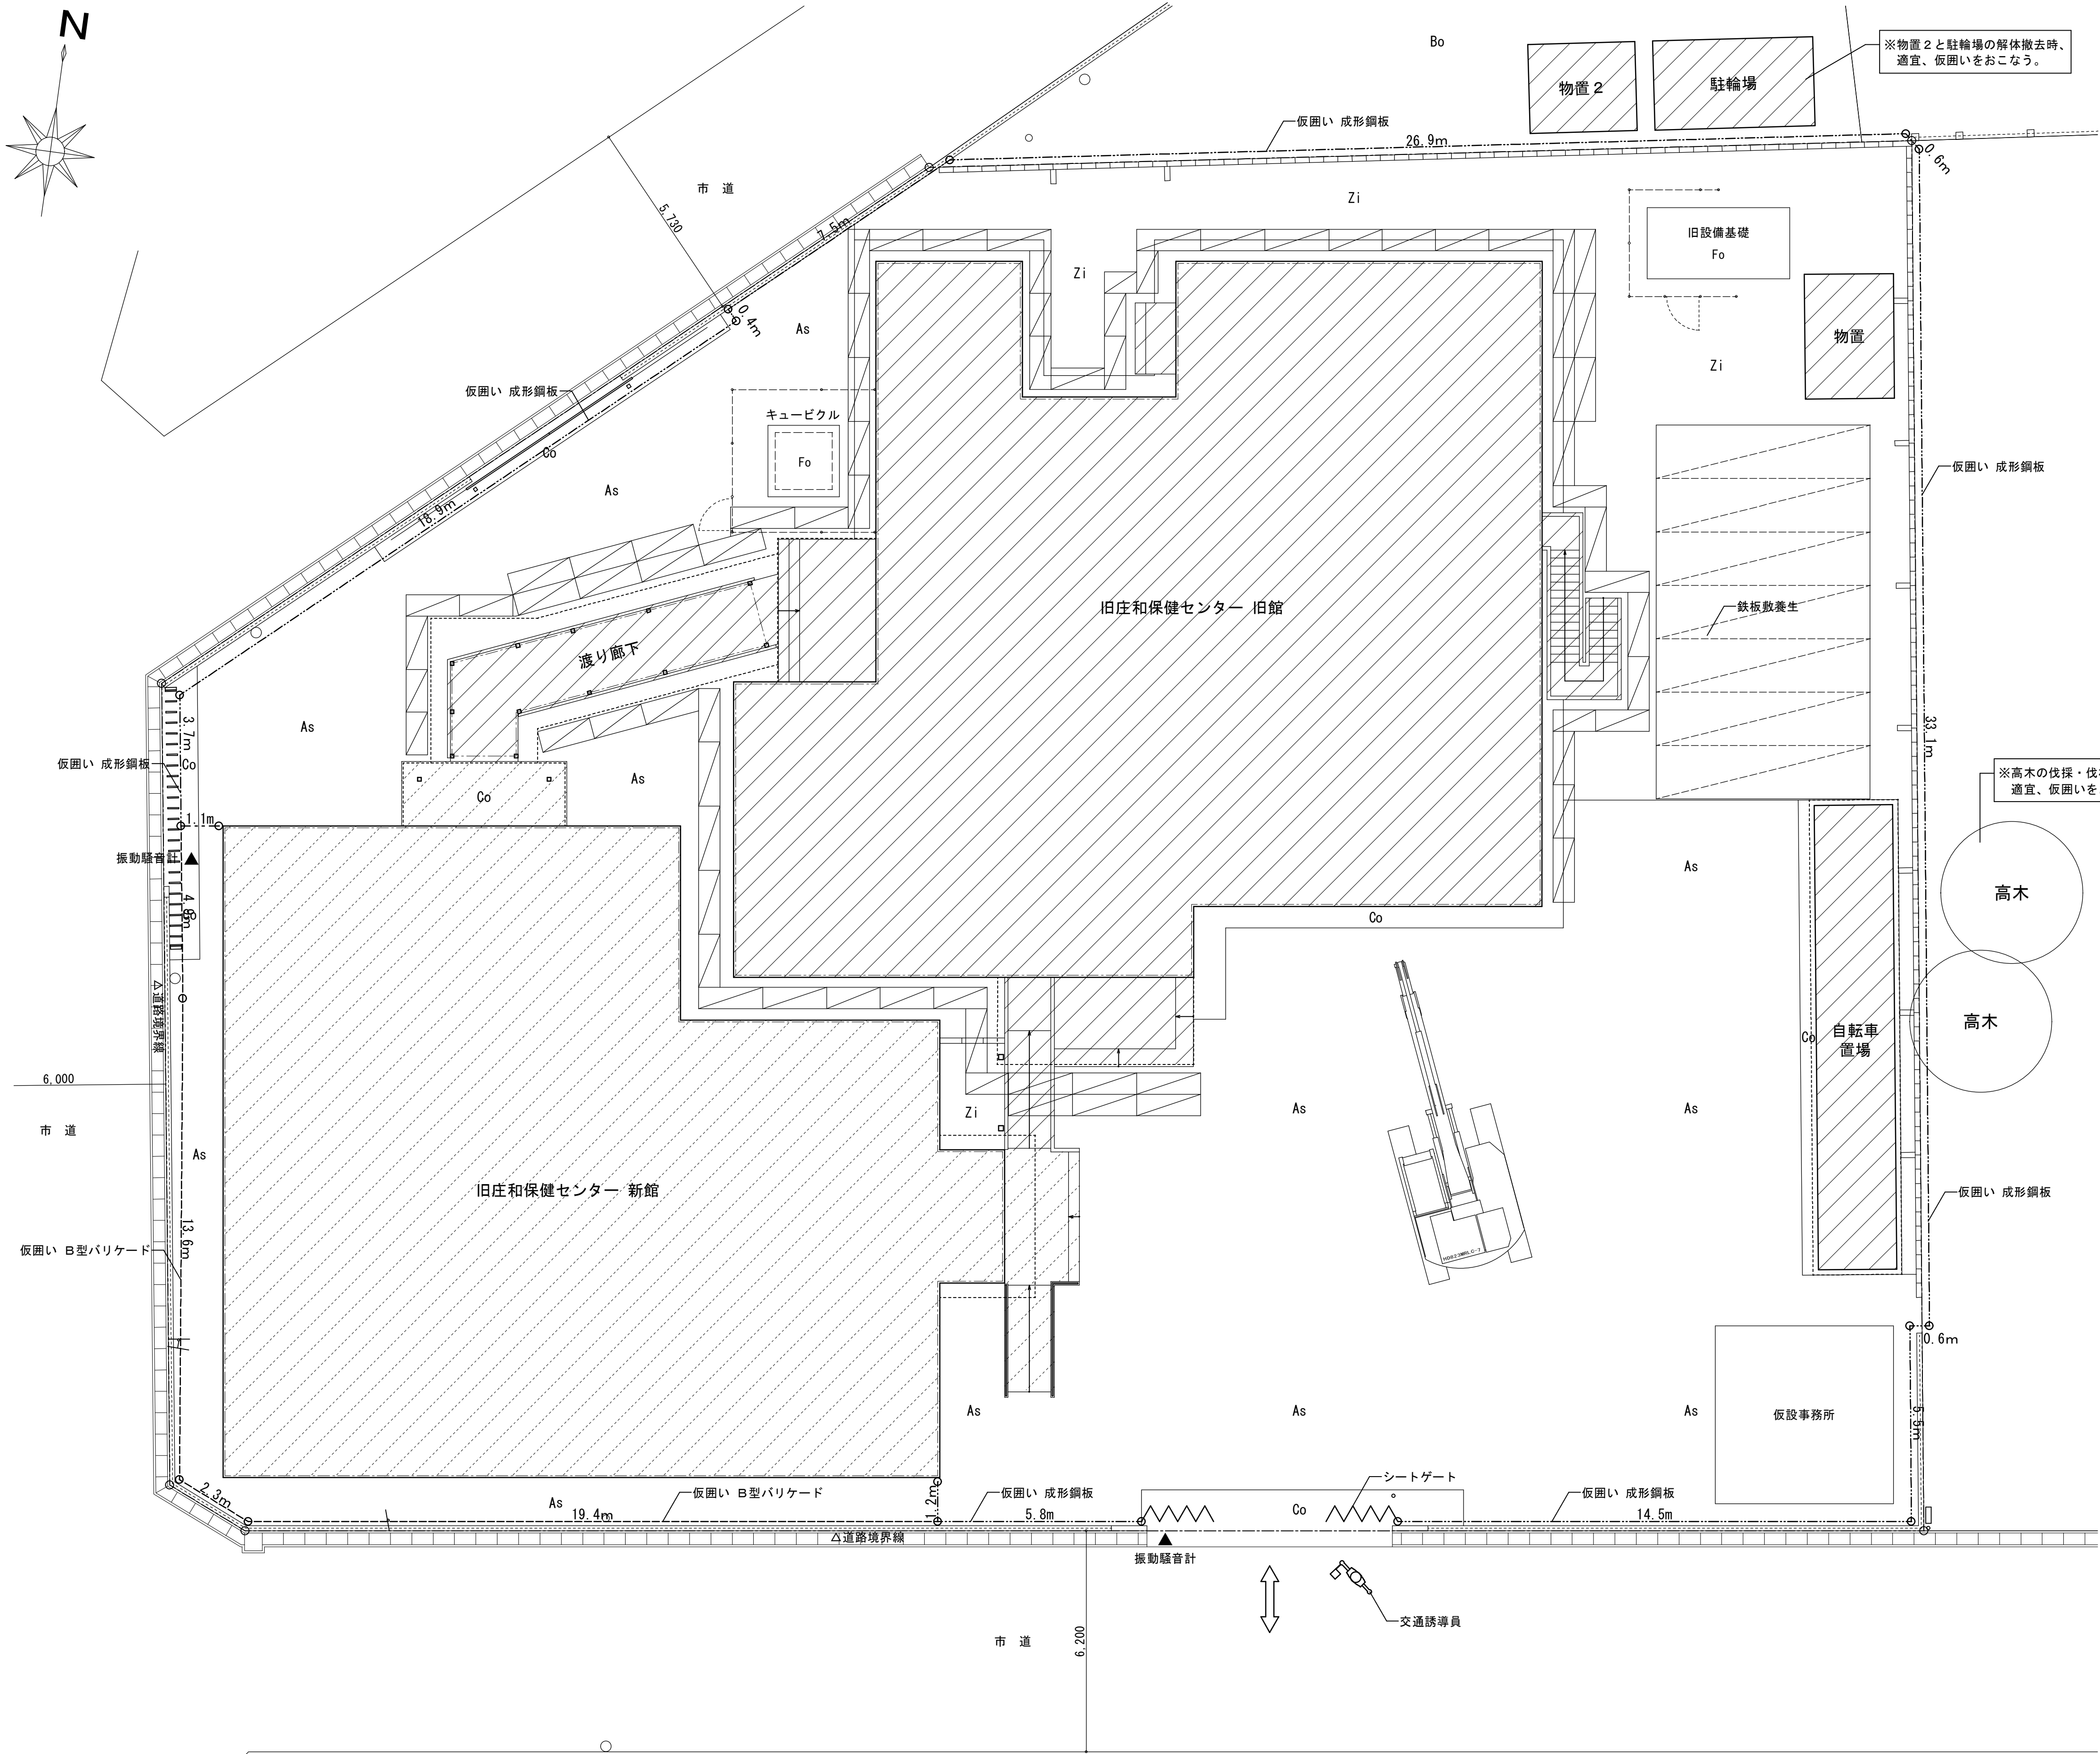 N
Bo
※物置２と駐輪場の解体撤去時、
適宜、仮囲いをおこなう。
物置２
駐輪場
仮囲い 成形鋼板
26.9m
0.6m
市　道
5,730
7.5m
Zi
旧設備基礎
Fo
Zi
0.4m
As
物置
Zi
仮囲い 成形鋼板
キュービクル
Fo
Co
As
18.9m
仮囲い 成形鋼板
旧庄和保健センター 旧館
鉄板敷養生
渡り廊下
3.7m
As
33.1m
仮囲い 成形鋼板
Co
As
Co
※高木の伐採・伐
適宜、仮囲いを
1.1m
振動騒音計
As
高木
4.8m
Co
△道路境界線
高木
Co
自転車
置場
6,000
市　道
As
Zi
As
As
旧庄和保健センター 新館
仮囲い 成形鋼板
13.6m
仮囲い Ｂ型バリケード
HD823MRLC-7
0.6m
As
As
As
仮設事務所
5.5m
2.3m
As
仮囲い Ｂ型バリケード
19.4m
1.2m
仮囲い 成形鋼板
5.8m
シートゲート
Co
仮囲い 成形鋼板
14.5m
△道路境界線
振動騒音計
交通誘導員
市　道
6,200